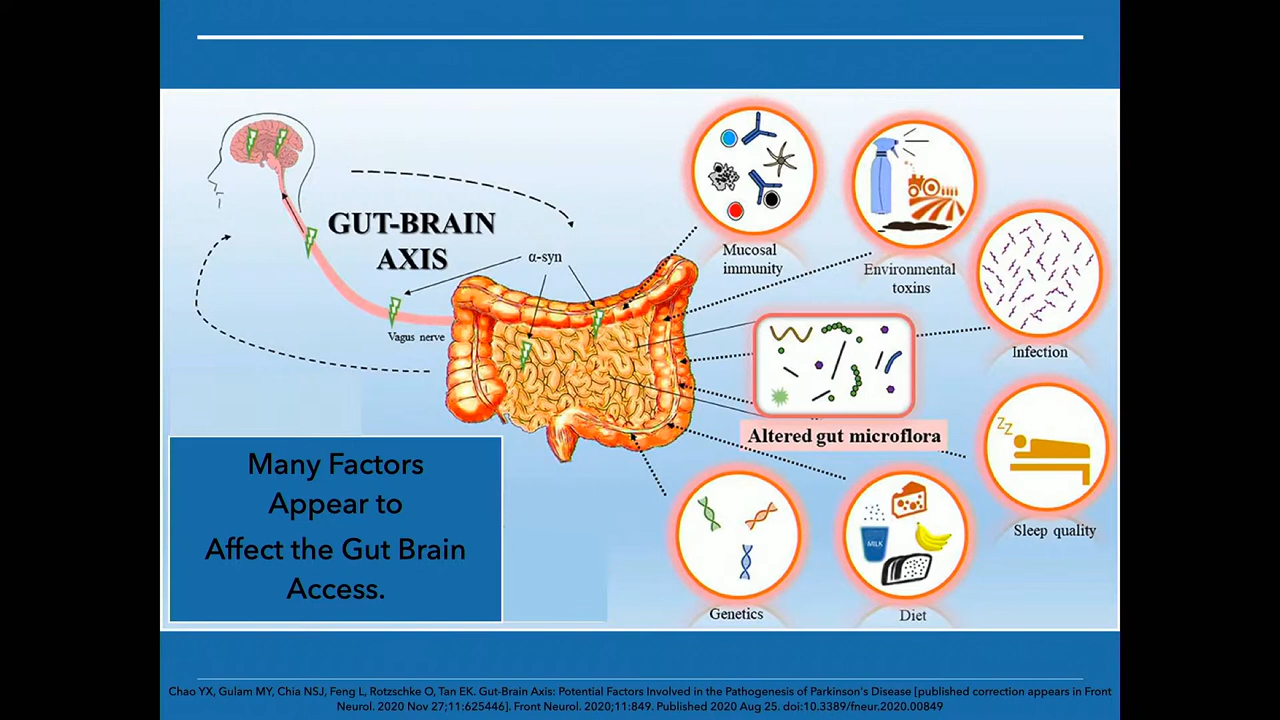 GUT-BRAIN
AXIS
α-syn
Vagus nerve
Mucosal
immunity
Environmental
toxins
Infection
Altered gut microflora
ZZ
Sleep quality
MILK
Genetics
Diet
Many Factors
Appear to
Affect the Gut Brain
Access.
Chao YX, Gulam MY, Chia NSJ, Feng L, Rotzschke O, Tan EK. Gut-Brain Axis: Potential Factors Involved in the Pathogenesis of Parkinson's Disease [published correction appears in Front
Neurol. 2020 Nov 27;11:625446]. Front Neurol. 2020;11:849. Published 2020 Aug 25. doi:10.3389/fneur.2020.00849